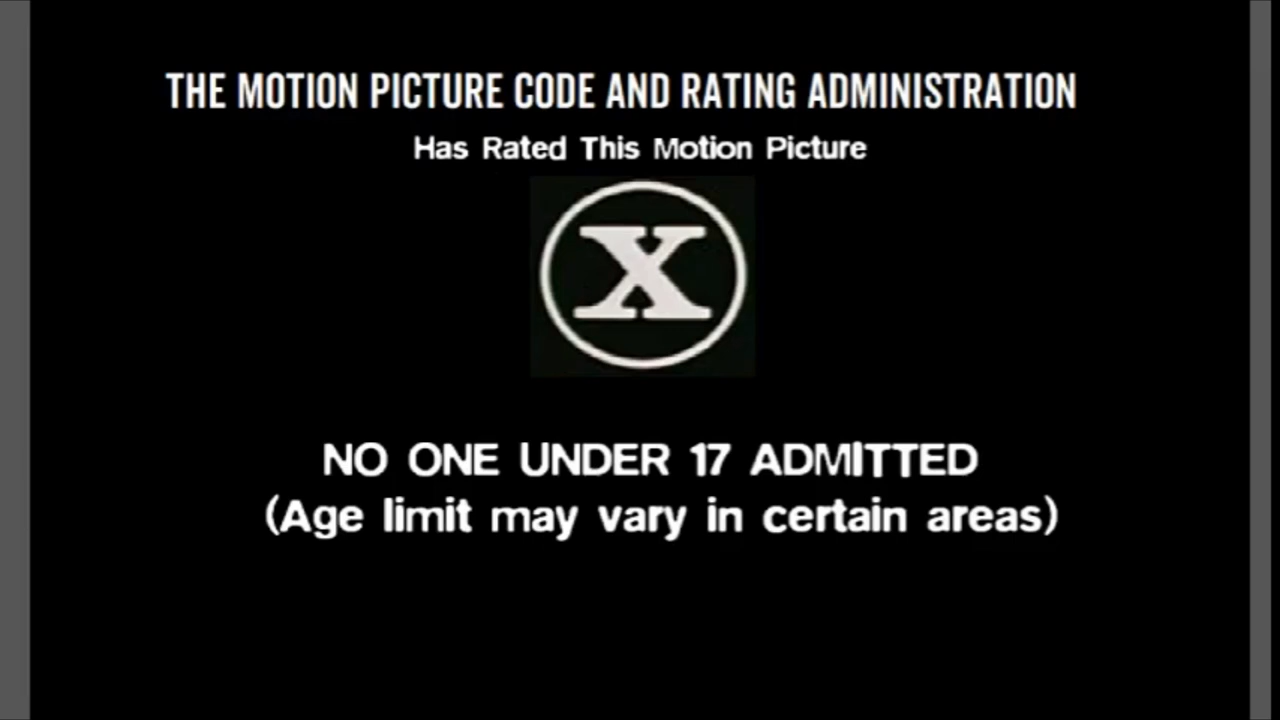 THE MOTION PICTURE CODE AND RATING ADMINISTRATION
Has Rated This Motion Picture
X
NO ONE UNDER 17 ADMITTED
(Age limit may vary in certain areas)